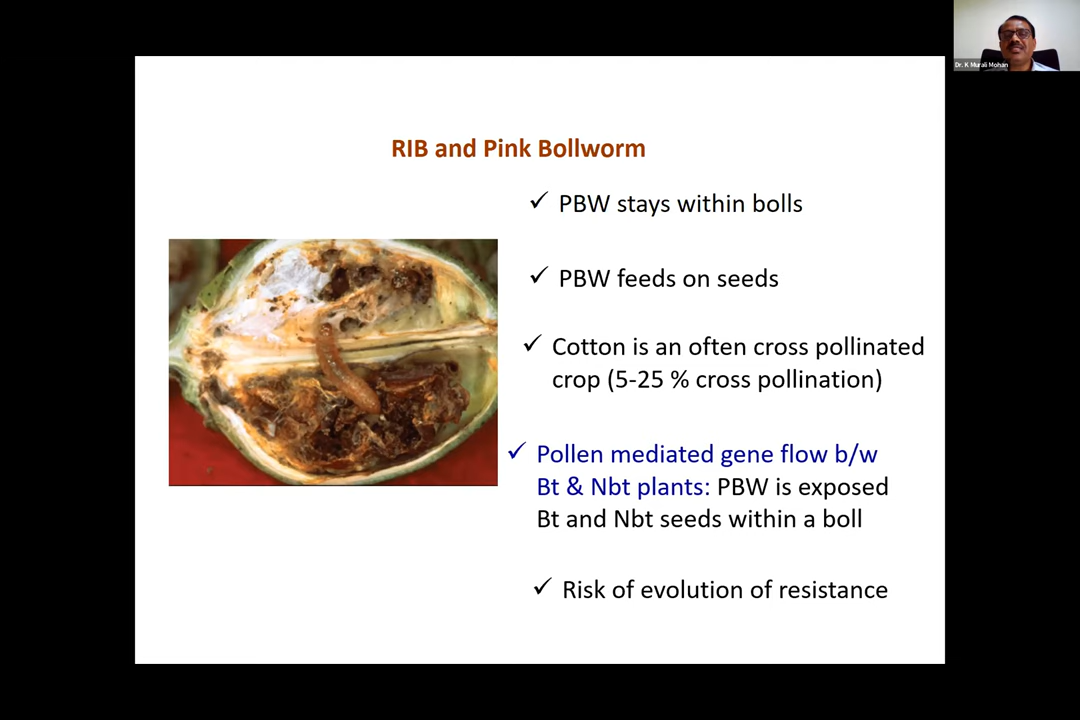 Dr. K Murali Mohan
RIB and Pink Bollworm
✓ PBW stays within bolls
✓ PBW feeds on seeds
✓ Cotton is an often cross pollinated
crop (5-25 % cross pollination)
✓ Pollen mediated gene flow b/w
Bt & Nbt plants: PBW is exposed
Bt and Nbt seeds within a boll
✓ Risk of evolution of resistance